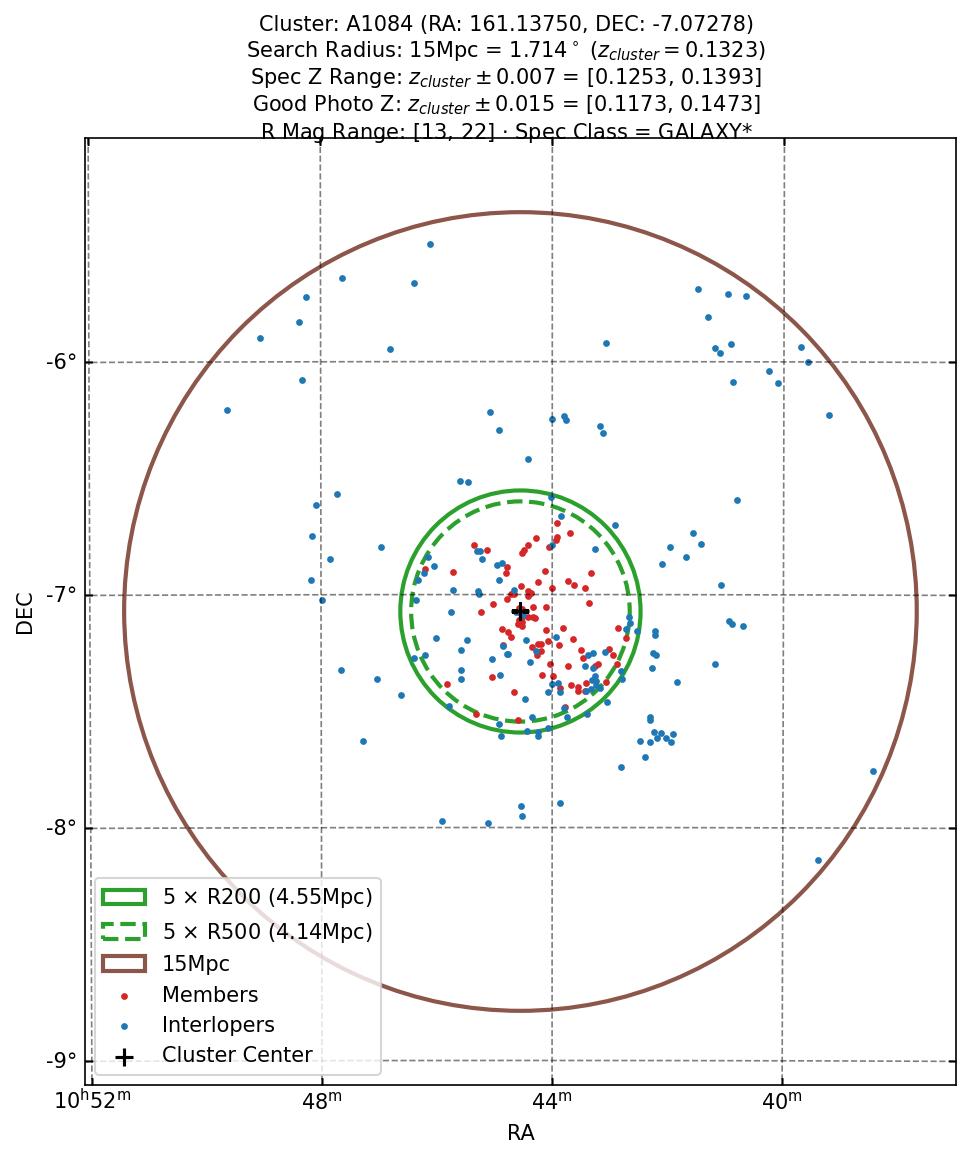 Cluster: A1084 (RA: 161.13750, DEC: -7.07278)
Search Radius: 15Mpc = 1.714° (z_cluster = 0.1323)
Spec Z Range: z_cluster ± 0.007 = [0.1253, 0.1393]
Good Photo Z: z_cluster ± 0.015 = [0.1173, 0.1473]
R Mag Range: [13, 22] · Spec Class = GALAXY*
-6°
-7°
-8°
-9°
DEC
5 × R200 (4.55Mpc)
5 × R500 (4.14Mpc)
15Mpc
Members
Interlopers
Cluster Center
10h52m
48m
44m
40m
RA